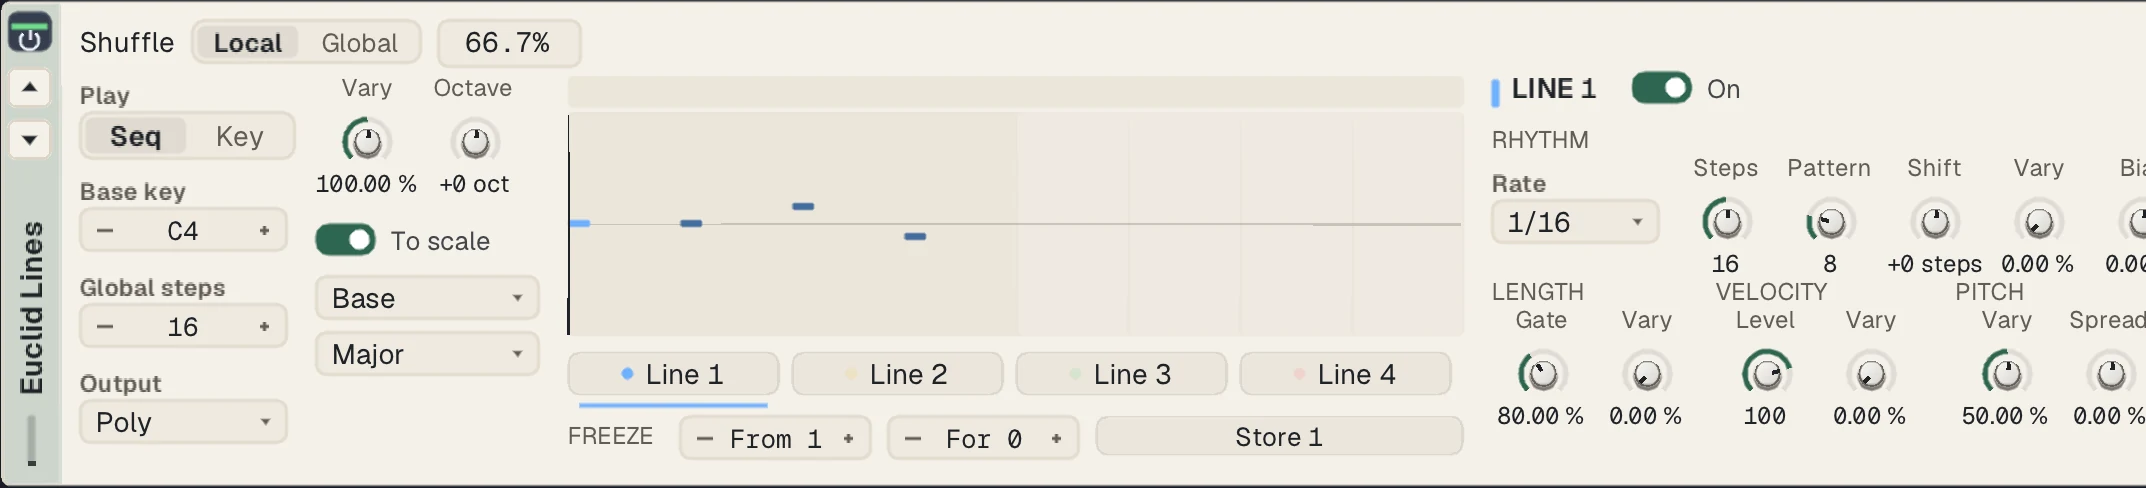 Shuffle Local Global 66.7%
Play
Seq Key
Vary Octave
100.00 % +0 oct
Base key
− C4 +
To scale
Global steps
− 16 +
Base
Major
Output
Poly
Euclid Lines
Line 1 Line 2 Line 3 Line 4
FREEZE − From 1 + − For 0 + Store 1
LINE 1 On
RHYTHM
Rate
1/16
Steps Pattern Shift Vary
16 8 +0 steps 0.00 % 0.00
LENGTH VELOCITY PITCH
Gate Vary Level Vary Vary Spread
80.00 % 0.00 % 100 0.00 % 50.00 % 0.00 %